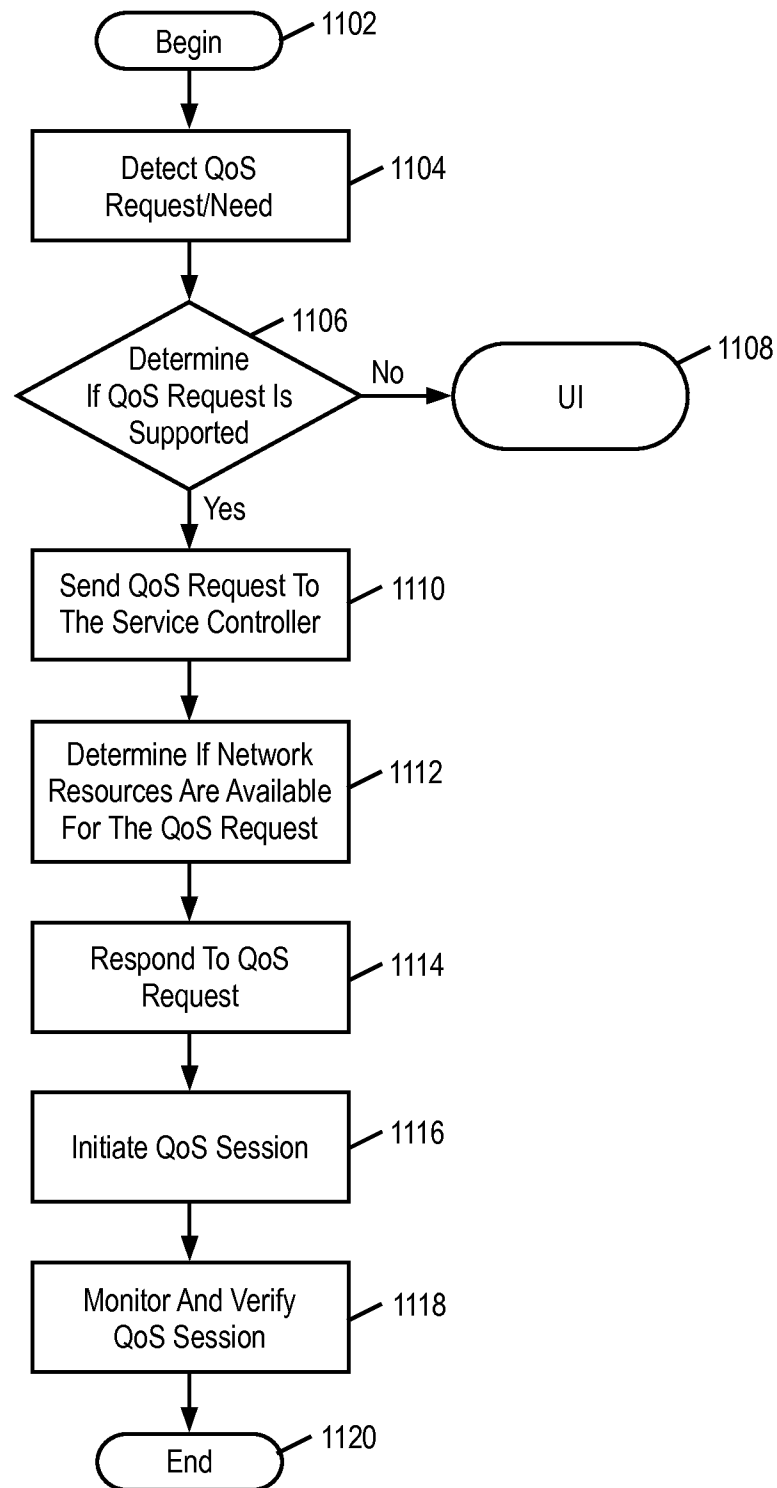 Begin
1102
Detect QoS
Request/Need
1104
1106
Determine
If QoS Request Is
Supported
No
UI
1108
Yes
Send QoS Request To
The Service Controller
1110
Determine If Network
Resources Are Available
For The QoS Request
1112
Respond To QoS
Request
1114
Initiate QoS Session
1116
Monitor And Verify
QoS Session
1118
End
1120